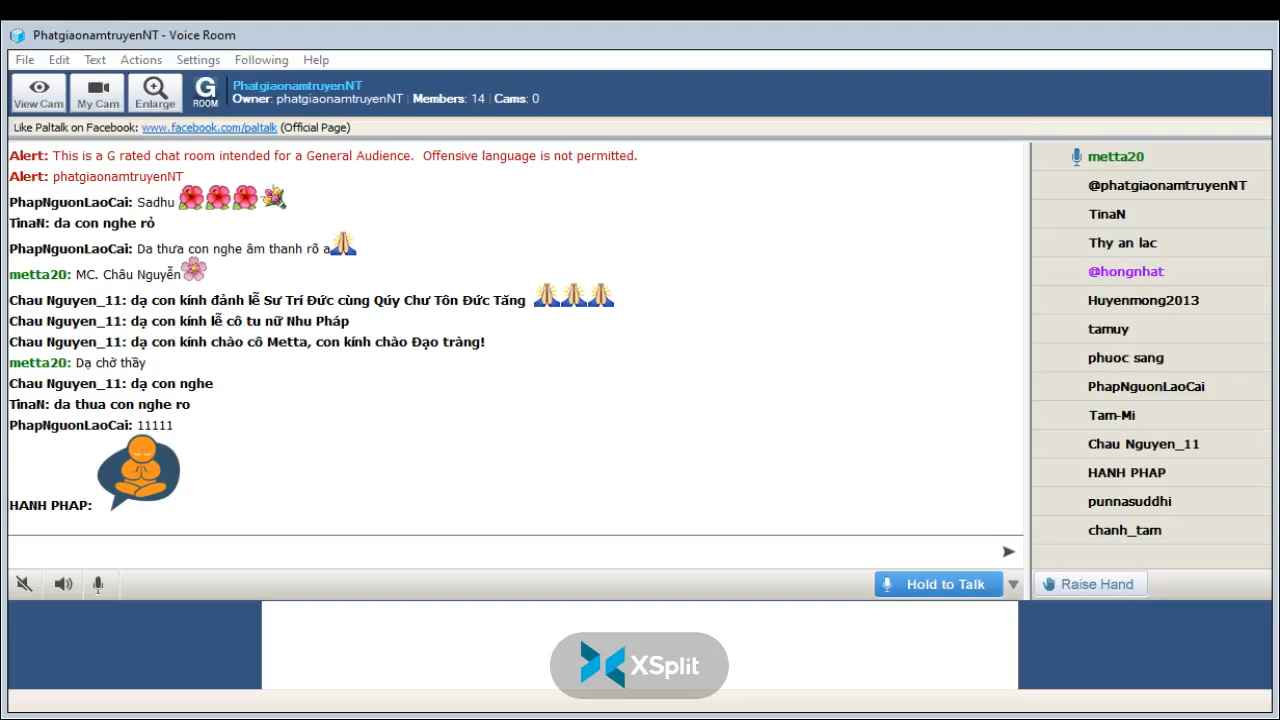 PhatgiaonamtruyenNT - Voice Room
File Edit Text Actions Settings Following Help
View Cam My Cam Enlarge G ROOM
PhatgiaonamtruyenNT
Owner: phatgiaonamtruyenNT | Members: 14 | Cams: 0
Like Paltalk on Facebook: www.facebook.com/paltalk (Official Page)
Alert: This is a G rated chat room intended for a General Audience. Offensive language is not permitted.
Alert: phatgiaonamtruyenNT
PhapNguonLaoCai: Sadhu
TinaN: da con nghe rỏ
PhapNguonLaoCai: Da thưa con nghe âm thanh rõ a
metta20: MC. Châu Nguyễn
Chau Nguyen_11: dạ con kính đảnh lễ Sư Trí Đức cùng Qúy Chư Tôn Đức Tăng
Chau Nguyen_11: dạ con kính lễ cô tu nữ Nhu Pháp
Chau Nguyen_11: dạ con kính chào cô Metta, con kính chào Đạo tràng!
metta20: Dạ chờ thầy
Chau Nguyen_11: dạ con nghe
TinaN: da thua con nghe ro
PhapNguonLaoCai: 11111
HANH PHAP:
metta20
@phatgiaonamtruyenNT
TinaN
Thy an lac
@hongnhat
Huyenmong2013
tamuy
phuoc sang
PhapNguonLaoCai
Tam-Mi
Chau Nguyen_11
HANH PHAP
punnasuddhi
chanh_tam
Hold to Talk
Raise Hand
XSplit